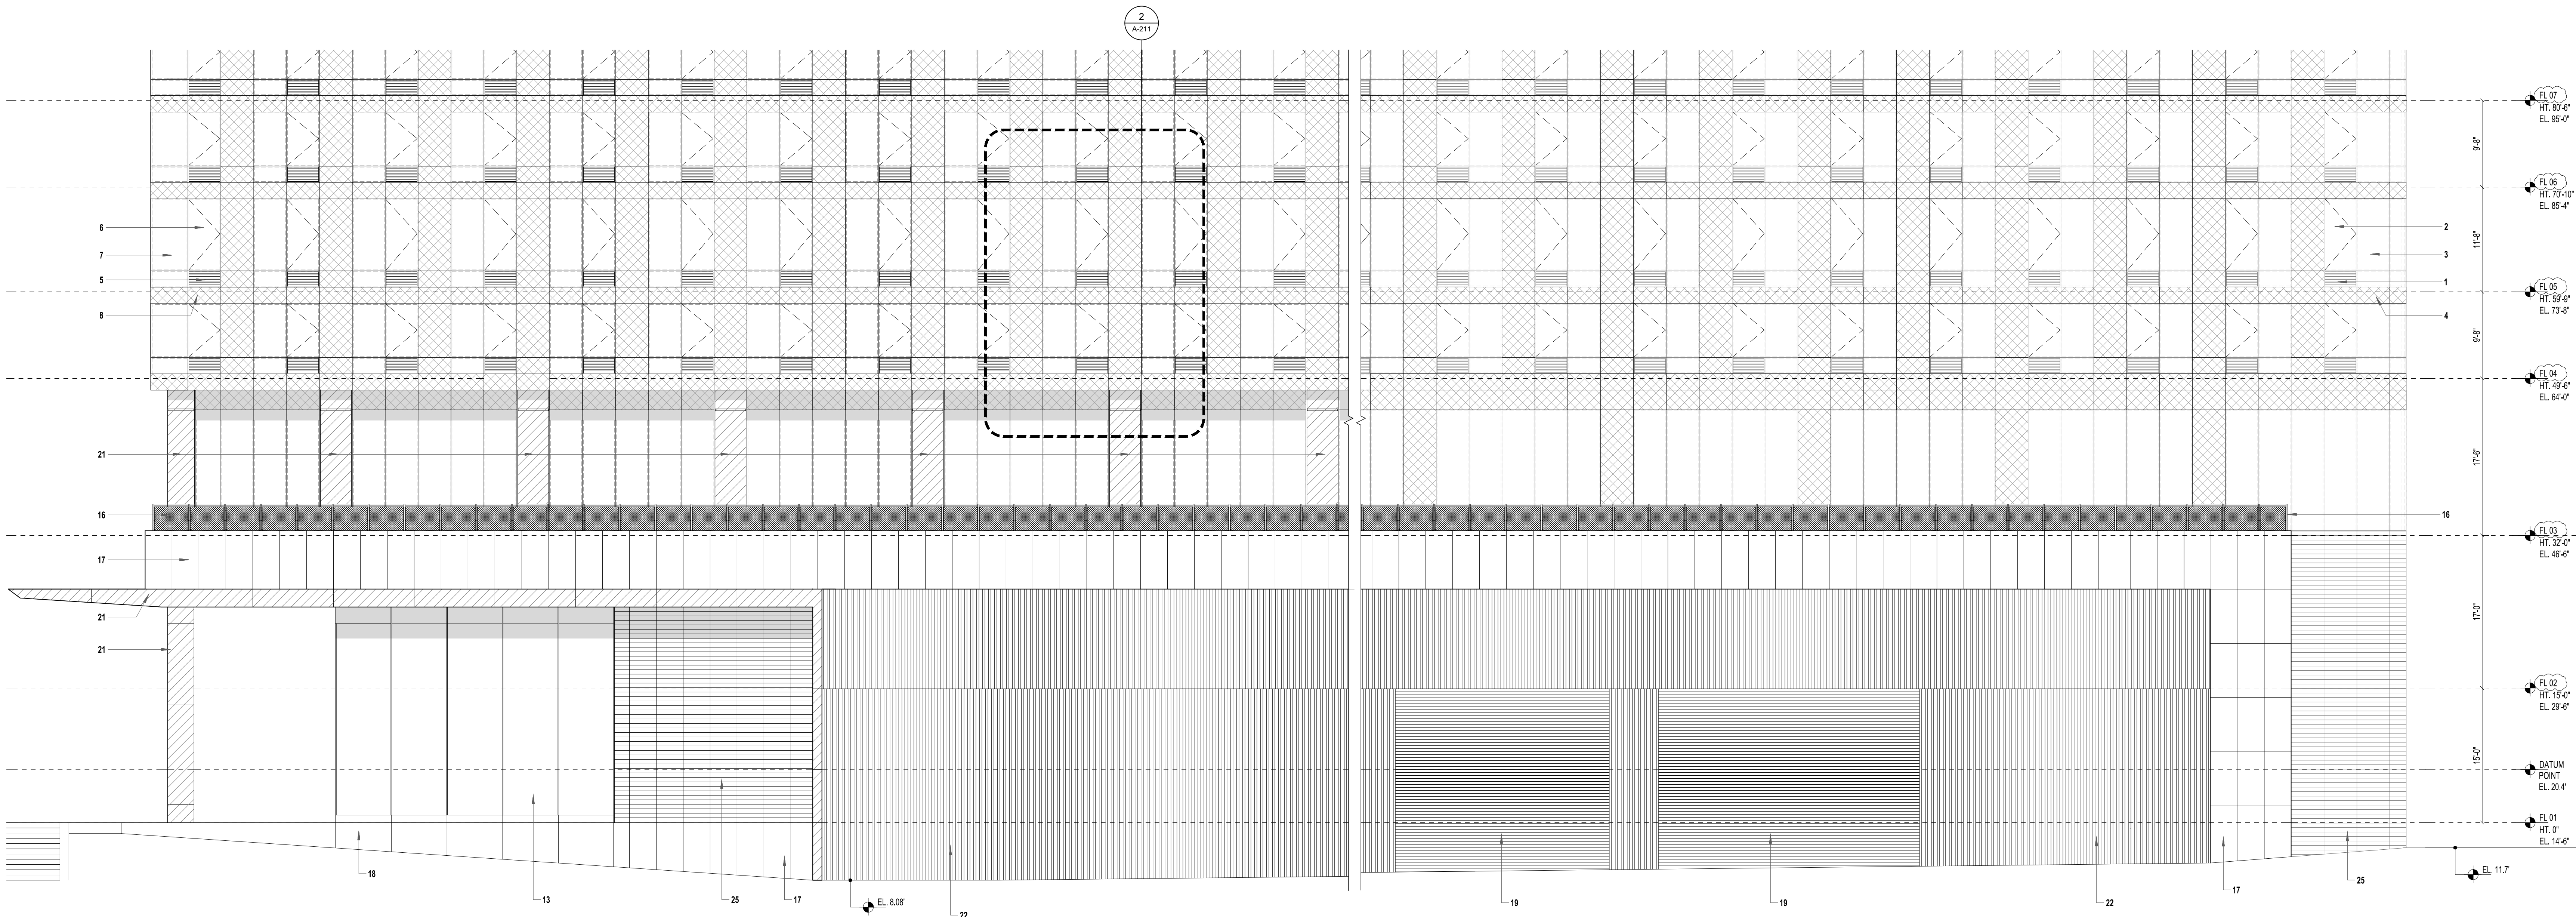 2
A-211
FL 07
HT. 80'-6"
EL. 95'-0"
9'-8"
FL 06
HT. 70'-10"
EL. 85'-4"
6
2
11'-8"
7
3
5
1
FL 05
HT. 59'-9"
EL. 73'-8"
8
4
9'-8"
FL 04
HT. 49'-6"
EL. 64'-0"
21
17'-6"
16
16
FL 03
HT. 32'-0"
EL. 46'-6"
17
21
17'-0"
21
FL 02
HT. 15'-0"
EL. 29'-6"
15'-0"
DATUM
POINT
EL. 20.4'
FL 01
HT. 0"
EL. 14'-6"
EL. 11.7'
18
13
25
17
EL. 8.08'
22
19
19
22
17
25